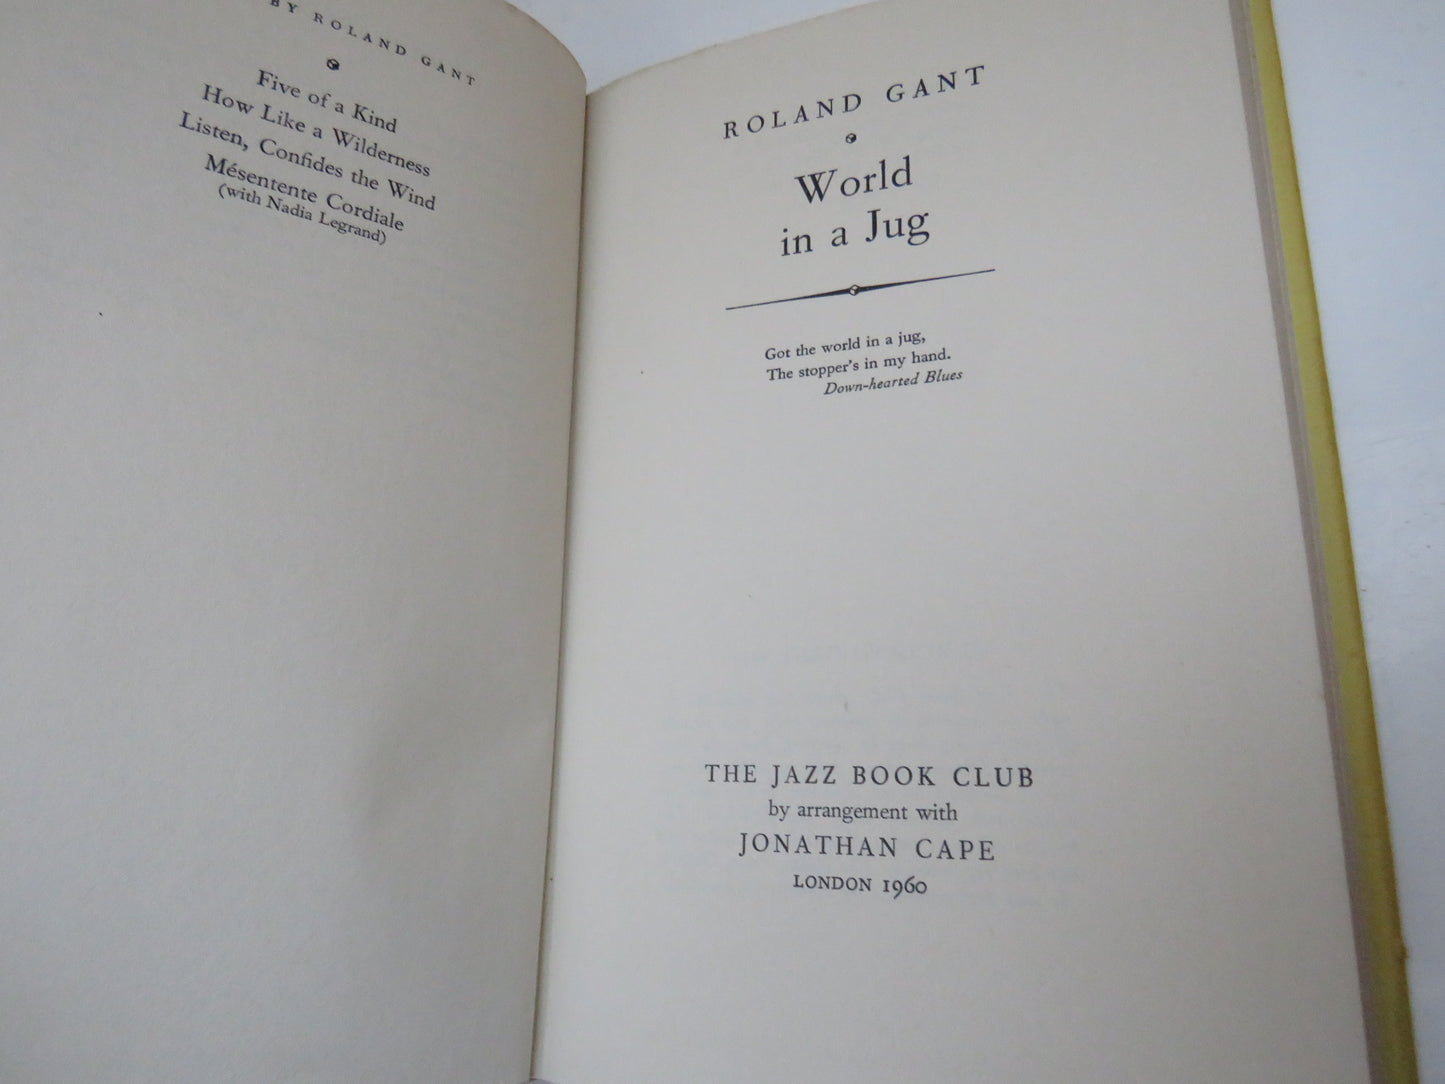 BY ROLAND GANT
Five of a Kind
How Like a Wilderness
Listen, Confides the Wind
Mésentente Cordiale
(with Nadia Legrand)
ROLAND GANT
World
in a Jug
Got the world in a jug,
The stopper's in my hand.
Down-hearted Blues
THE JAZZ BOOK CLUB
by arrangement with
JONATHAN CAPE
LONDON 1960